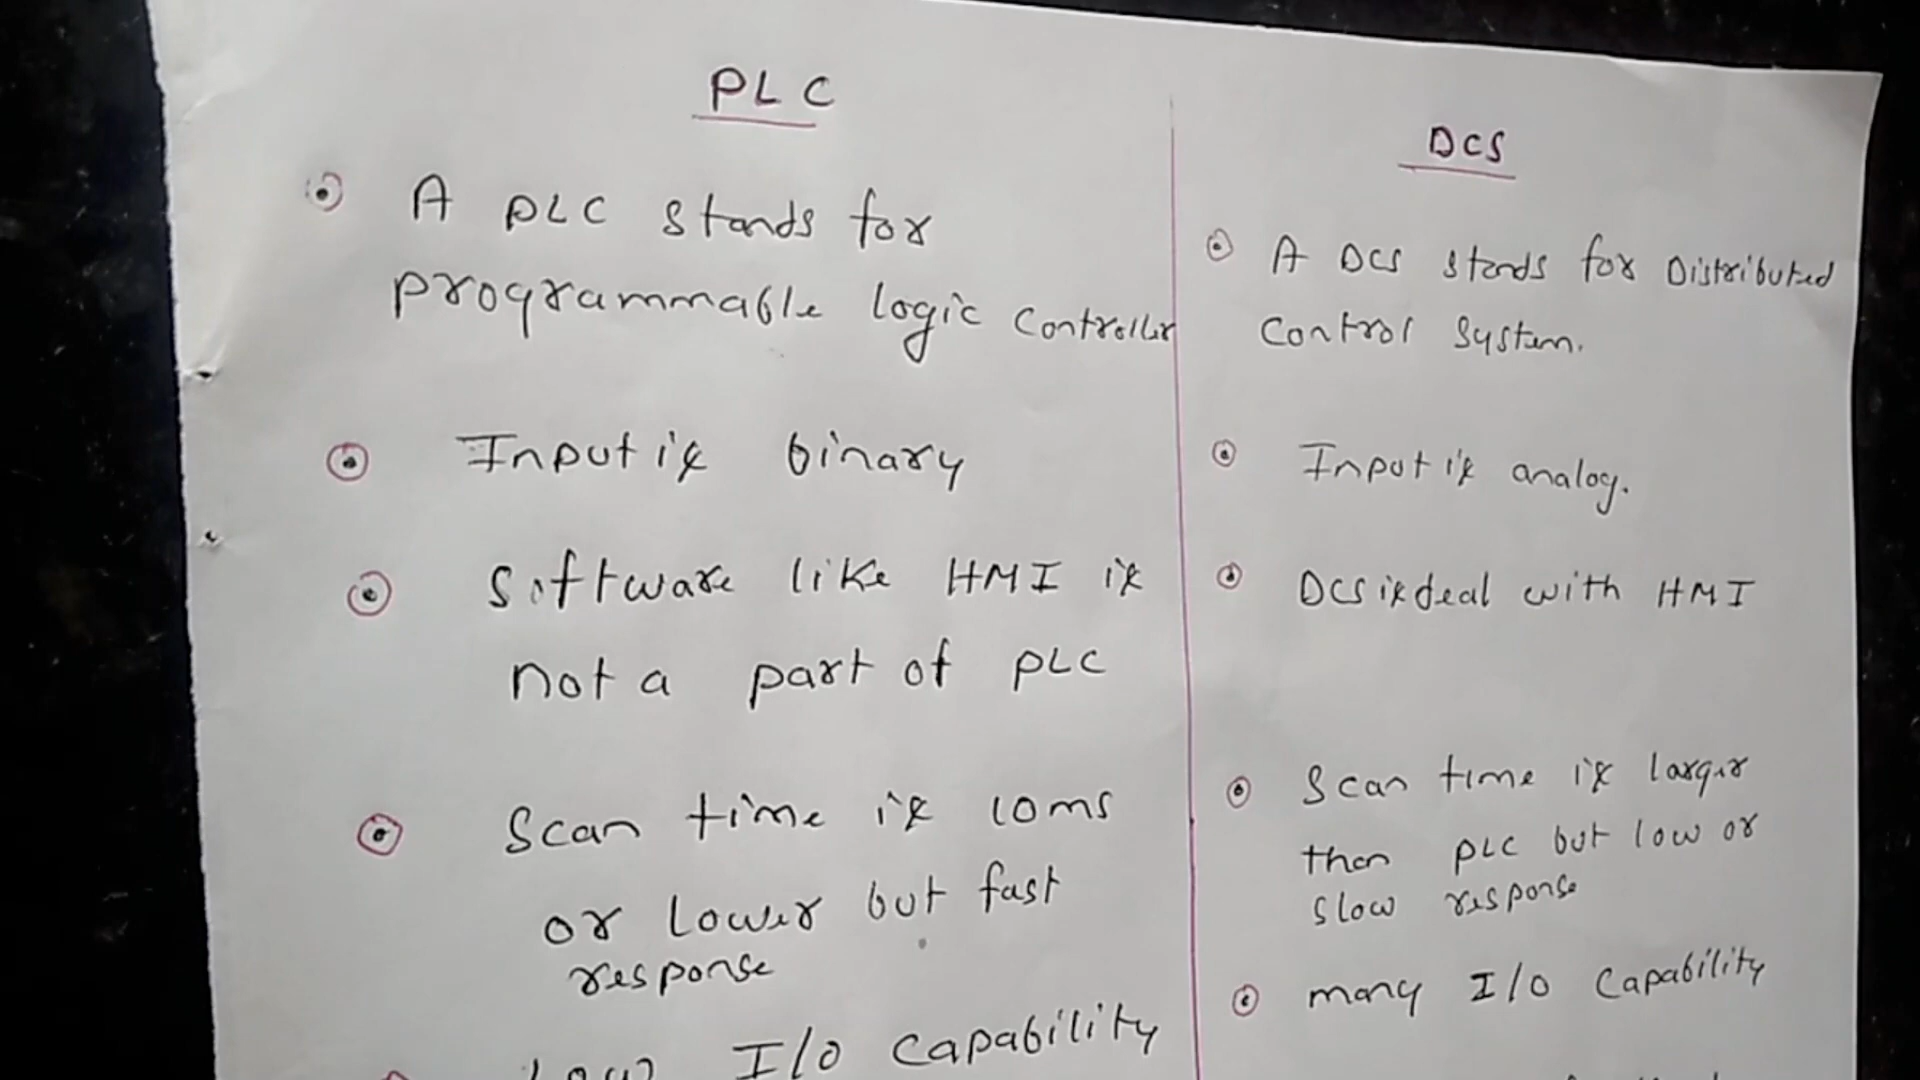 PLC
A PLC stands for
programmable logic controller
Input is binary
Software like HMI is
not a part of PLC
Scan time is 10ms
or Lower but fast
response
Low I/O capability
DCS
A DCS stands for Distributed
Control System.
Input is analog.
DCS is deal with HMI
Scan time is larger
than PLC but low or
slow response
many I/O capability